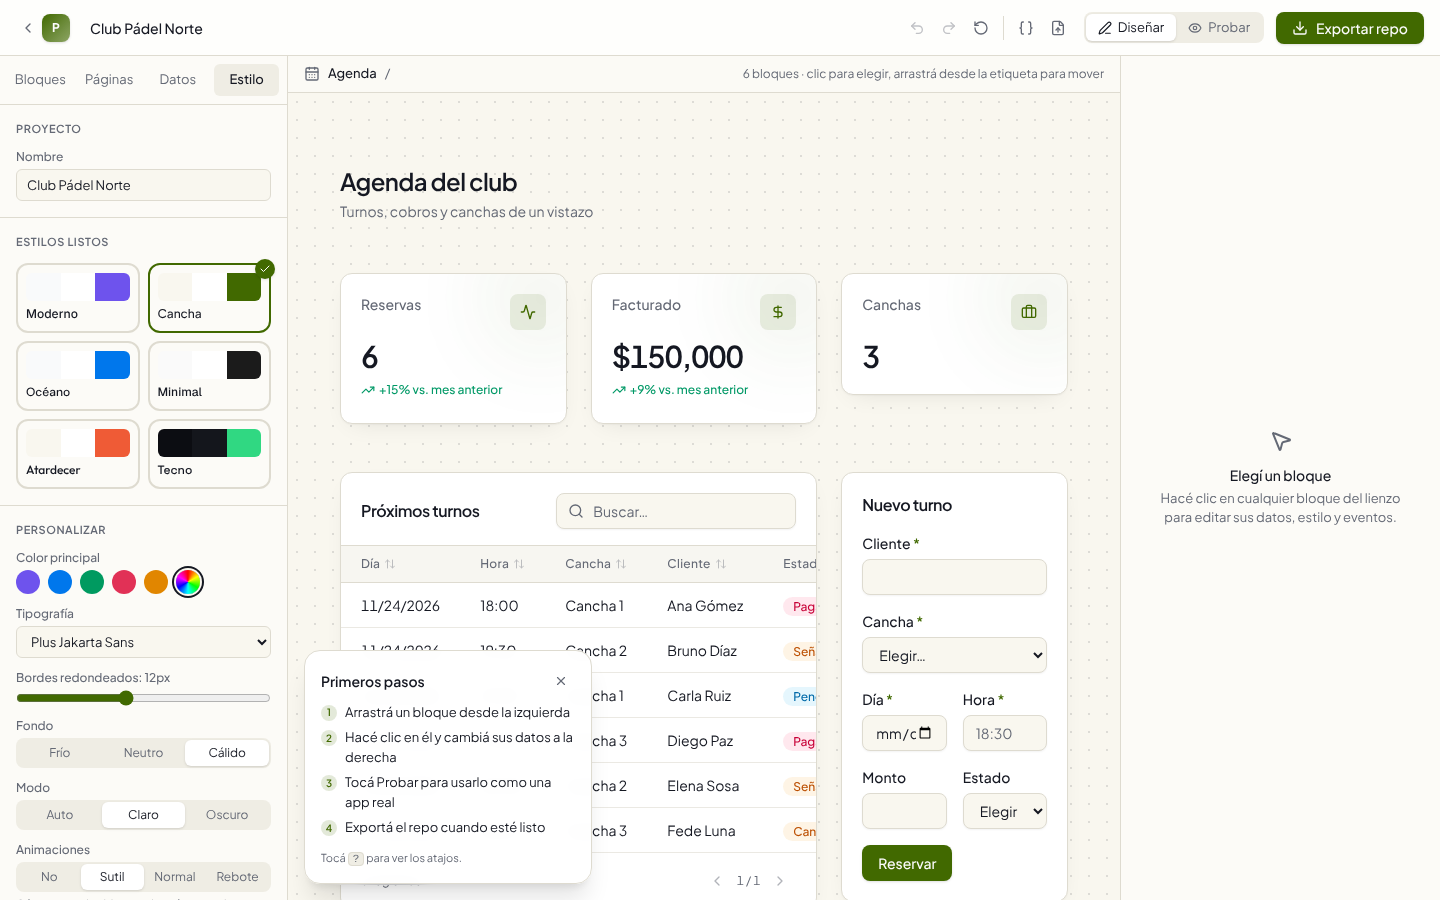 P
Club Pádel Norte
Diseñar
Probar
Exportar repo
Bloques
Páginas
Datos
Estilo
Agenda /
6 bloques · clic para elegir, arrastrá desde la etiqueta para mover
PROYECTO
Nombre
Club Pádel Norte
ESTILOS LISTOS
Moderno
Cancha
Océano
Minimal
Atardecer
Tecno
PERSONALIZAR
Color principal
Tipografía
Plus Jakarta Sans
Bordes redondeados: 12px
Fondo
Frío
Neutro
Cálido
Modo
Auto
Claro
Oscuro
Animaciones
No
Sutil
Normal
Rebote
Agenda del club
Turnos, cobros y canchas de un vistazo
Reservas
6
+15% vs. mes anterior
Facturado
$150,000
+9% vs. mes anterior
Canchas
3
Próximos turnos
Buscar...
Día
Hora
Cancha
Cliente
Estad
11/24/2026
18:00
Cancha 1
Ana Gómez
Pag
11/24/2026
19:30
Cancha 2
Bruno Díaz
Señ
cha 1
Carla Ruiz
Pen
cha 3
Diego Paz
Pag
cha 2
Elena Sosa
Señ
cha 3
Fede Luna
Can
1/1
Primeros pasos
1 Arrastrá un bloque desde la izquierda
2 Hacé clic en él y cambiá sus datos a la
derecha
3 Tocá Probar para usarlo como una
app real
4 Exportá el repo cuando esté listo
Tocá ? para ver los atajos.
Nuevo turno
Cliente *
Cancha *
Elegir...
Día *
Hora *
mm/d
18:30
Monto
Estado
Elegir
Reservar
Elegí un bloque
Hacé clic en cualquier bloque del lienzo
para editar sus datos, estilo y eventos.